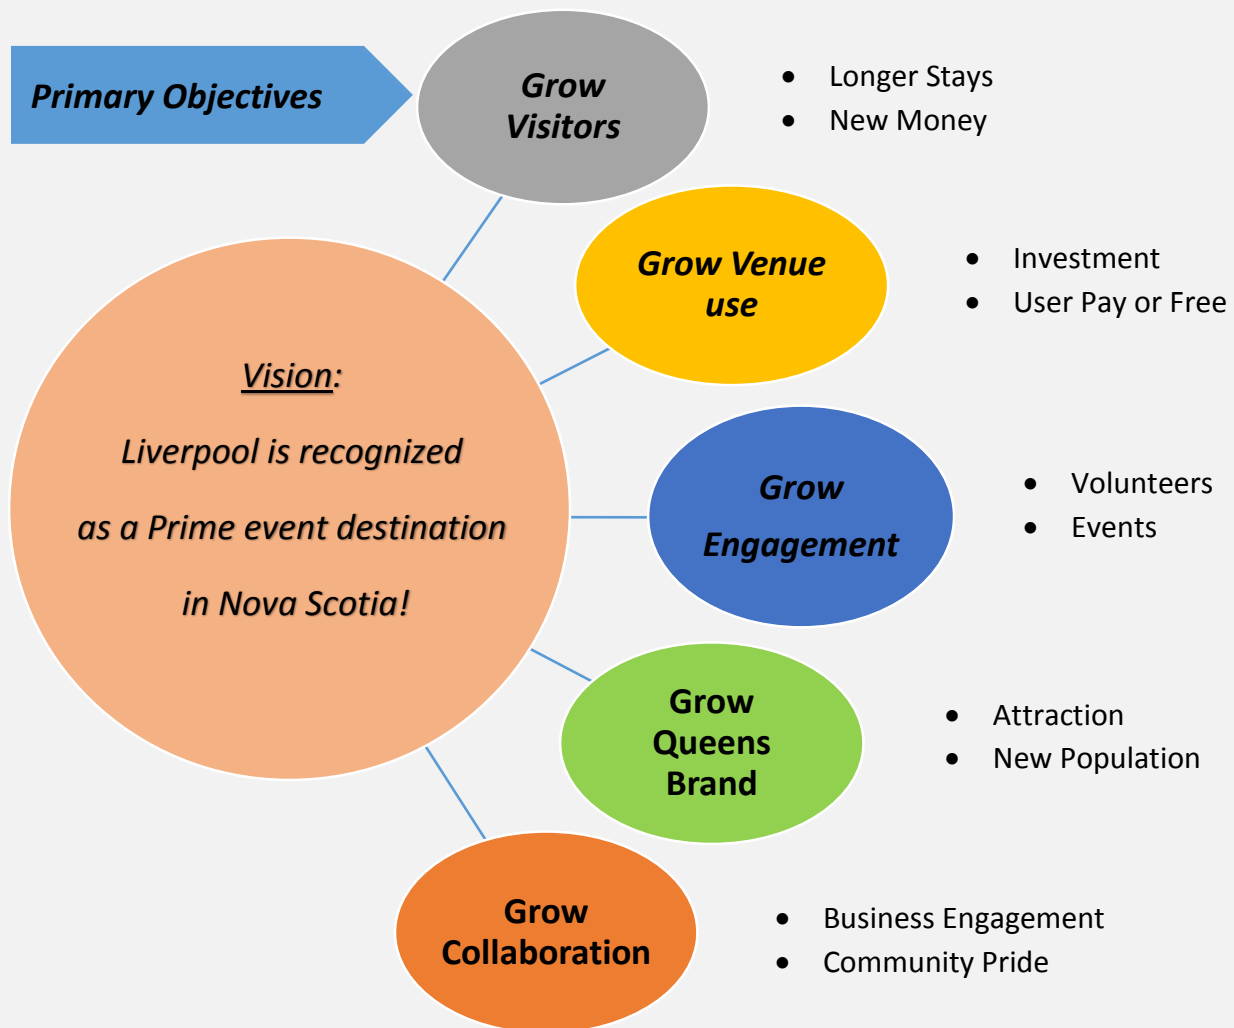 Primary Objectives
Grow
Visitors
• Longer Stays
• New Money
Grow Venue
use
• Investment
• User Pay or Free
Vision:
Liverpool is recognized
as a Prime event destination
in Nova Scotia!
Grow
Engagement
• Volunteers
• Events
Grow
Queens
Brand
• Attraction
• New Population
Grow
Collaboration
• Business Engagement
• Community Pride